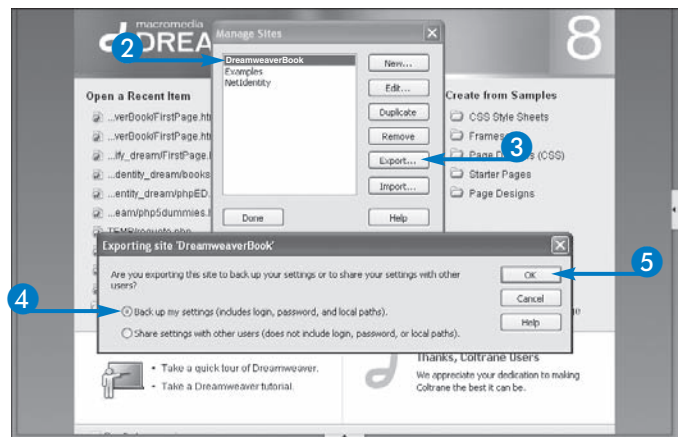 macromedia
DREA
8
Manage Sites
2
DreamweaverBook
Examples
NetIdentity
New...
Edit...
Duplicate
Remove
Export...
3
Import...
Done
Help
Open a Recent Item
...verBook/FirstPage.ht
...verBook/FirstPage.ht
...ify_dream/FirstPage.
...dentity_dream/books
...entity_dream/phpED.
...eam/php5dummies.
Create from Samples
CSS Style Sheets
Frames
Page D (CSS)
Starter Pages
Page Designs
Exporting site 'DreamweaverBook'
Are you exporting this site to back up your settings or to share your settings with other
users?
4
Back up my settings (includes login, password, and local paths).
Share settings with other users (does not include login, password, or local paths).
OK
5
Cancel
Help
Take a quick tour of Dreamweaver.
Take a Dreamweaver tutorial.
Thanks, Coltrane Users
We appreciate your dedication to making
Coltrane the best it can be.